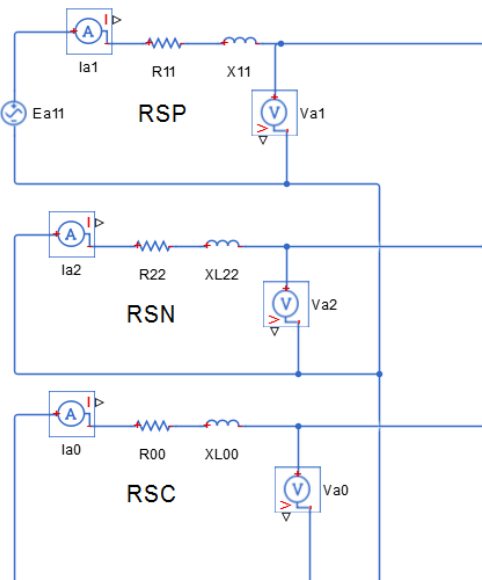 A
I
Ia1
R11
X11
Ea11
RSP
V
Va1
A
I
Ia2
R22
XL22
RSN
V
Va2
A
I
Ia0
R00
XL00
RSC
V
Va0